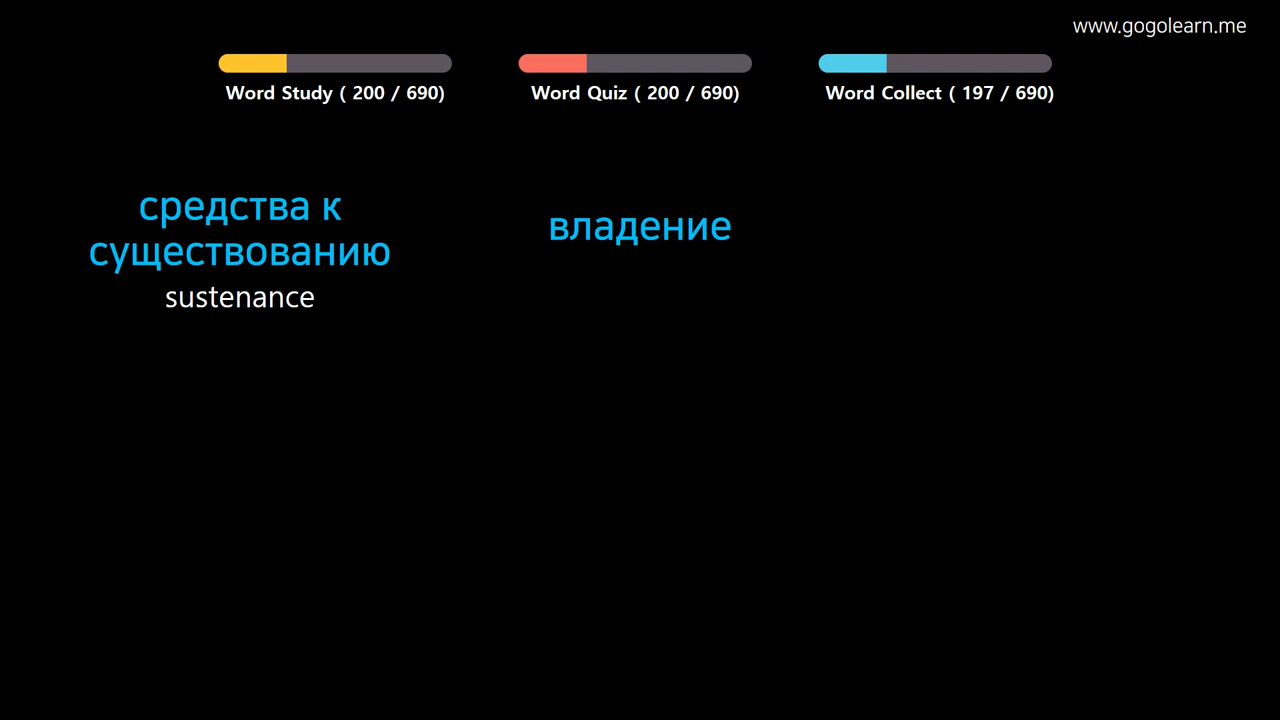 www.gogolearn.me
Word Study ( 200 / 690)
Word Quiz ( 200 / 690)
Word Collect ( 197 / 690)
средства к
существованию
sustenance
владение